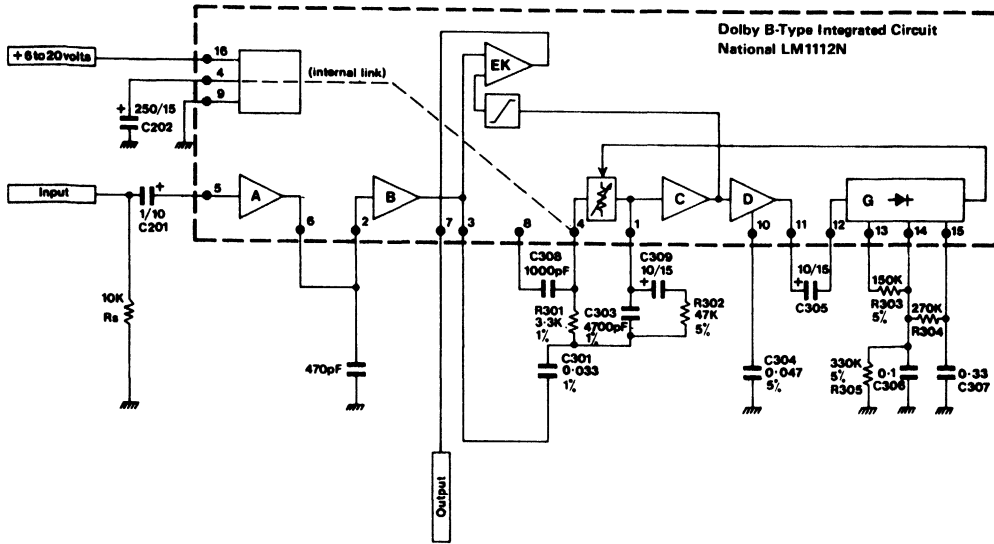 Dolby B-Type Integrated Circuit
National LM1112N
+6 to 20 volts
16
4
9
(internal link)
EK
+ 250/15
C202
Input
+
1/10
C201
5
A
6
2
B
7
3
8
4
1
C
D
10
11
12
G
13
14
15
10K
Rs
470pF
C308
1000pF
R301
3·3K
1%
C301
0·033
1%
C309
+ 10/15
C303
4700pF
1%
R302
47K
5%
C304
0·047
5%
10/15
+
C305
150K
R303
5%
270K
R304
330K
5%
R305
0·1
C306
0·33
C307
Output